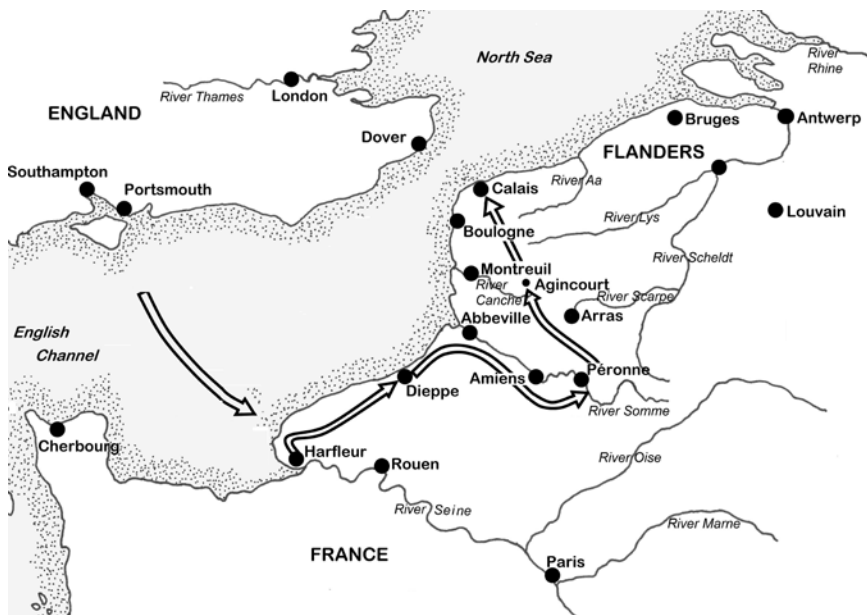 North Sea
River
Rhine
River Thames
London
ENGLAND
Bruges
Antwerp
Dover
FLANDERS
Southampton
Calais
River Aa
Portsmouth
River Lys
Louvain
Boulogne
River Scheldt
Montreuil
River
Canche
Agincourt
River Scarpe
Abbeville
Arras
English
Channel
Dieppe
Amiens
Péronne
River Somme
Cherbourg
Harfleur
Rouen
River Oise
River Seine
River Marne
FRANCE
Paris